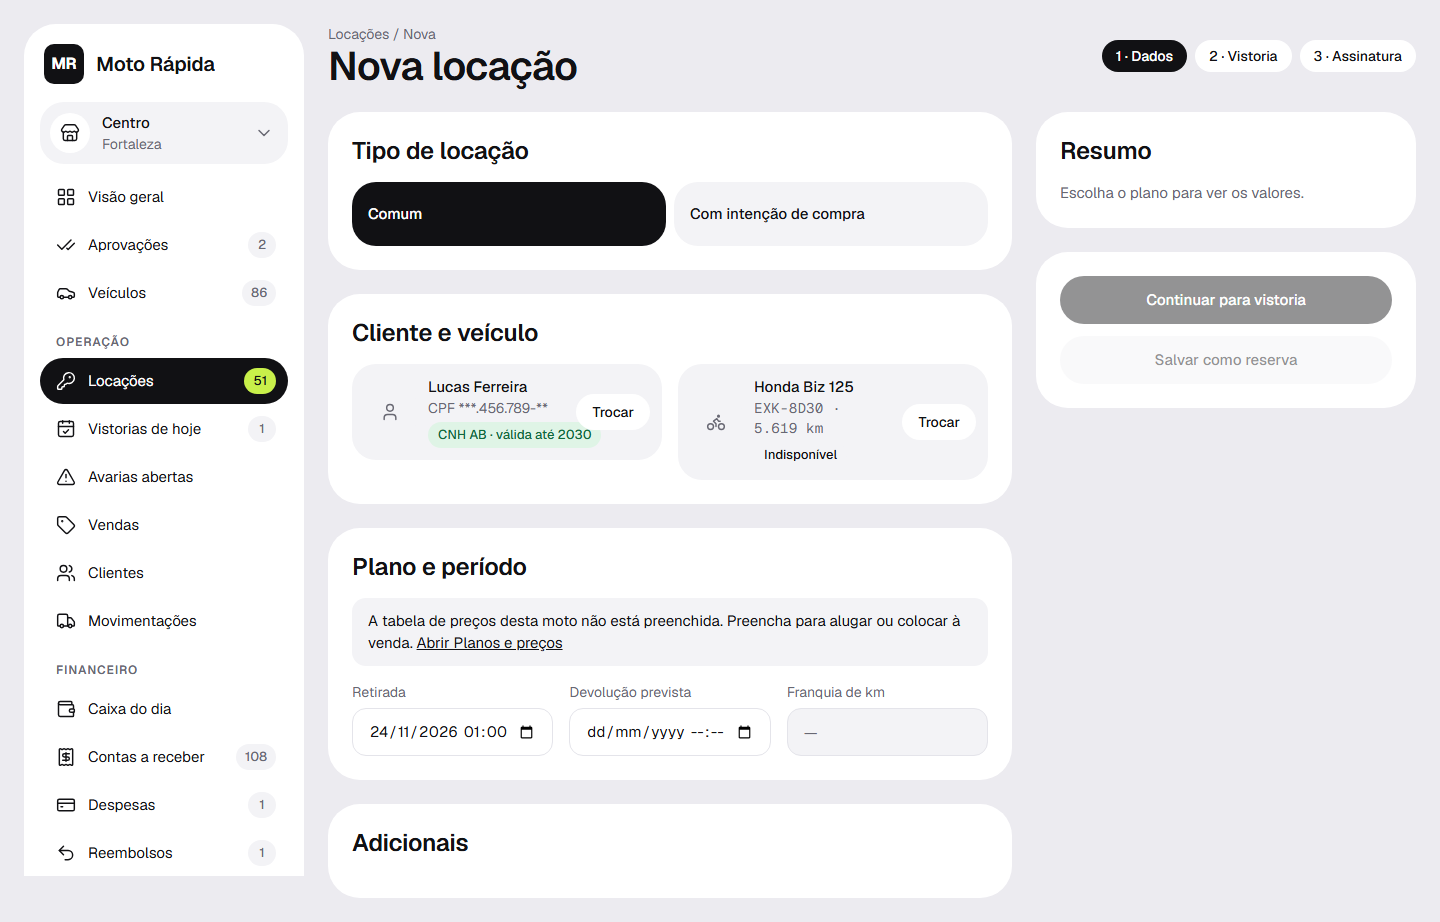 MR Moto Rápida
Centro
Fortaleza
Visão geral
Aprovações 2
Veículos 86
OPERAÇÃO
Locações 51
Vistorias de hoje 1
Avarias abertas
Vendas
Clientes
Movimentações
FINANCEIRO
Caixa do dia
Contas a receber 108
Despesas 1
Reembolsos 1
Locações / Nova
Nova locação
1 · Dados 2 · Vistoria 3 · Assinatura
Tipo de locação
Comum Com intenção de compra
Cliente e veículo
Lucas Ferreira
CPF ***.456.789-**
CNH AB · válida até 2030
Trocar
Honda Biz 125
EXK-8D30 ·
5.619 km
Indisponível
Trocar
Plano e período
A tabela de preços desta moto não está preenchida. Preencha para alugar ou colocar à
venda. Abrir Planos e preços
Retirada Devolução prevista Franquia de km
24/11/2026 01:00 dd/mm/yyyy --:-- —
Adicionais
Resumo
Escolha o plano para ver os valores.
Continuar para vistoria
Salvar como reserva